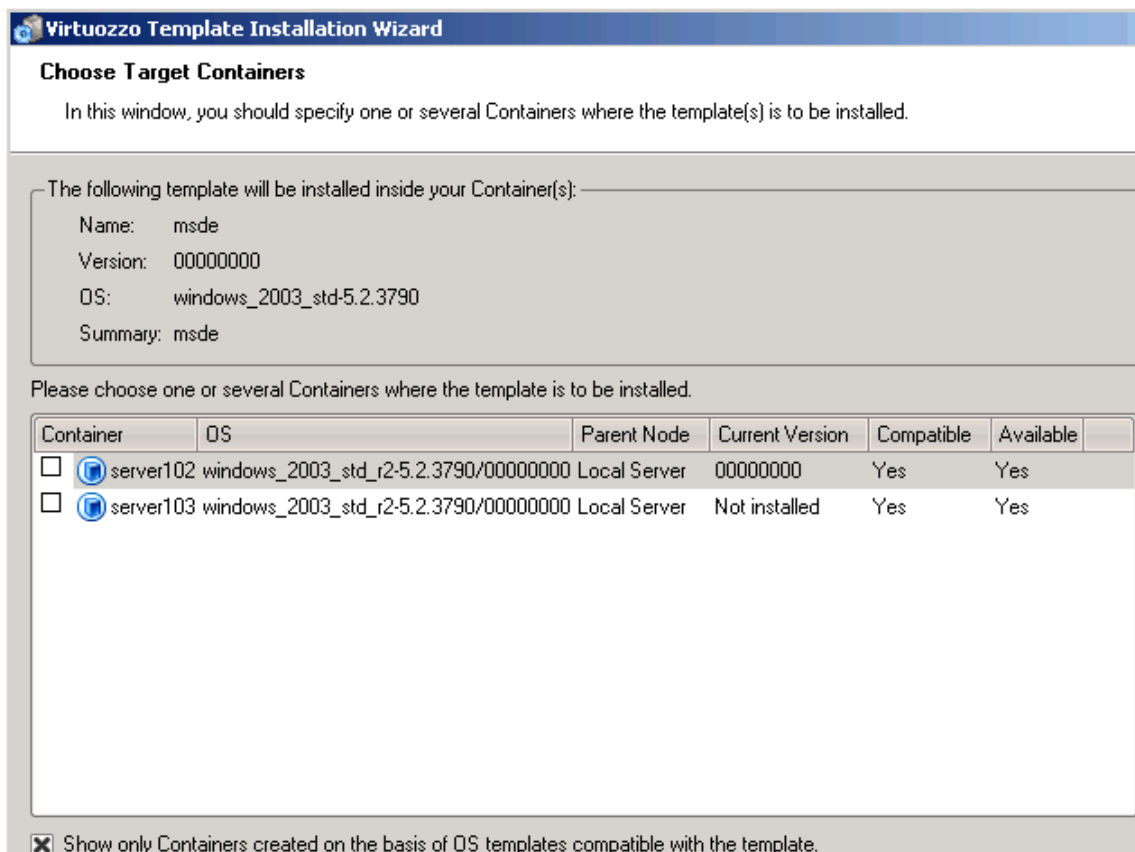 Virtuozzo Template Installation Wizard
Choose Target Containers
In this window, you should specify one or several Containers where the template(s) is to be installed.
The following template will be installed inside your Container(s):
Name: msde
Version: 00000000
OS: windows_2003_std-5.2.3790
Summary: msde
Please choose one or several Containers where the template is to be installed.
Container OS Parent Node Current Version Compatible Available
server102 windows_2003_std_r2-5.2.3790/00000000 Local Server 00000000 Yes Yes
server103 windows_2003_std_r2-5.2.3790/00000000 Local Server Not installed Yes Yes
Show only Containers created on the basis of OS templates compatible with the template.